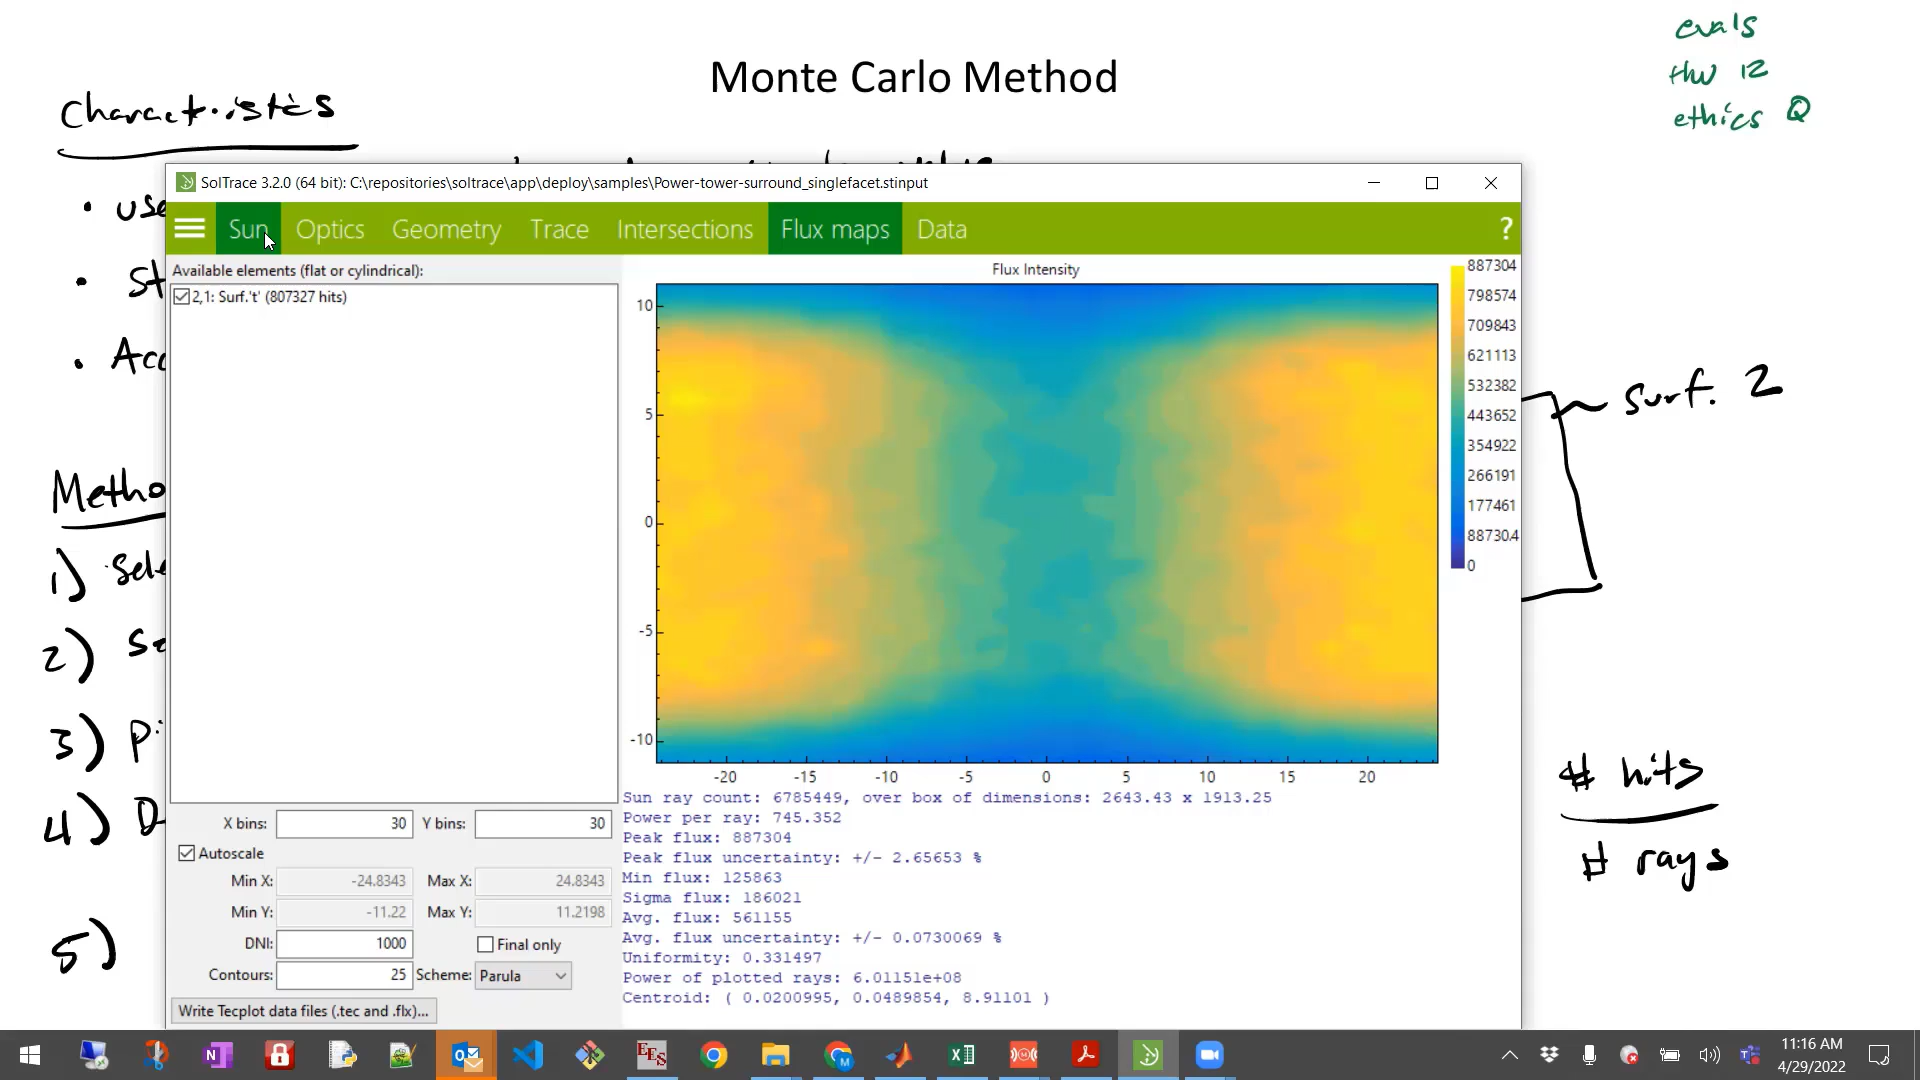 Monte Carlo Method
evals
HW 12
ethics Q
Characteristics
SolTrace 3.2.0 (64 bit): C:\repositories\soltrace\app\deploy\samples\Power-tower-surround_singlefacet.stinput
Sun Optics Geometry Trace Intersections Flux maps Data ?
Available elements (flat or cylindrical):
2,1: Surf.'t' (807327 hits)
Flux Intensity
10
5
0
-5
-10
-20 -15 -10 -5 0 5 10 15 20
887304
798574
709843
621113
532382
443652
354922
266191
177461
88730.4
0
Surf. 2
1)
2)
3)
4)
5)
# hits
# rays
X bins: 30 Y bins: 30
Autoscale
Min X: -24.8343 Max X: 24.8343
Min Y: -11.22 Max Y: 11.2198
DNI: 1000 Final only
Contours: 25 Scheme: Parula
Write Tecplot data files (.tec and .flx)...
Sun ray count: 6785449, over box of dimensions: 2643.43 x 1913.25
Power per ray: 745.352
Peak flux: 887304
Peak flux uncertainty: +/- 2.65653 %
Min flux: 125863
Sigma flux: 186021
Avg. flux: 561155
Avg. flux uncertainty: +/- 0.0730069 %
Uniformity: 0.331497
Power of plotted rays: 6.01151e+08
Centroid: ( 0.0200995, 0.0489854, 8.91101 )
EES
11:16 AM
4/29/2022